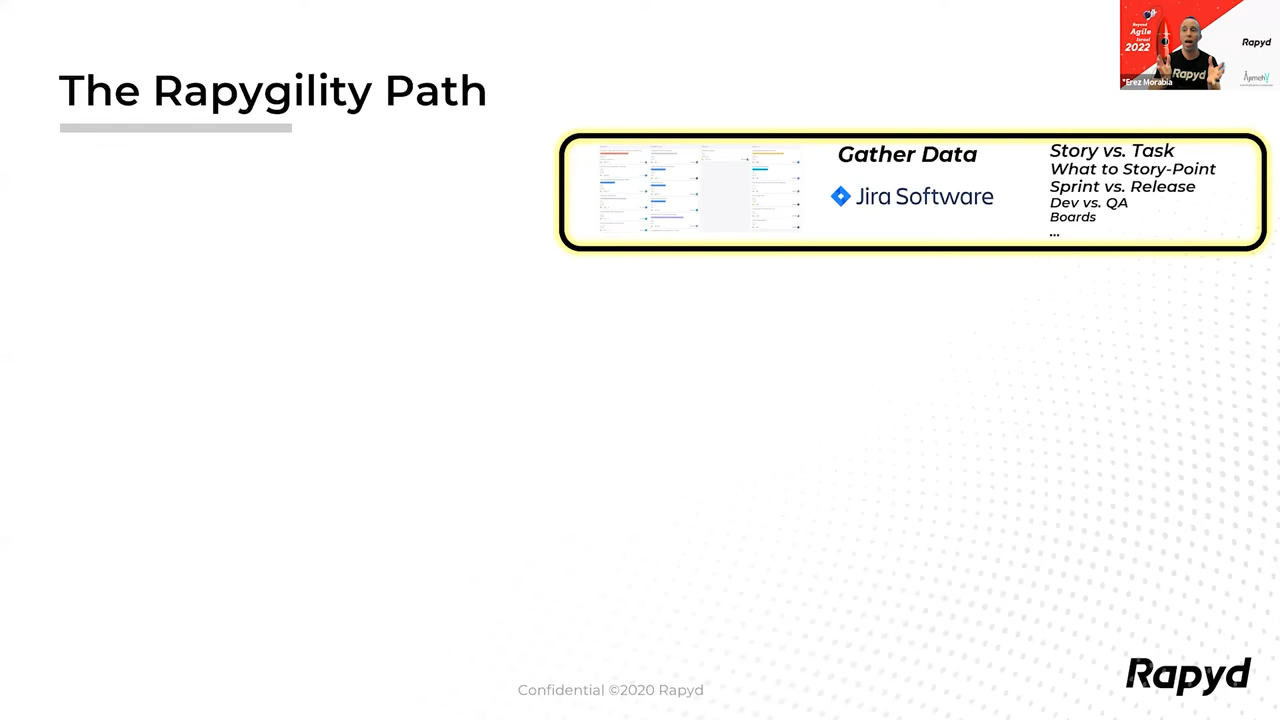 The Rapygility Path
Beyond
Agile
Israel
2022
Rapyd
Rapyd
*Erez Morabia
Gather Data
Jira Software
Story vs. Task
What to Story-Point
Sprint vs. Release
Dev vs. QA
Boards
...
Confidential ©2020 Rapyd
Rapyd